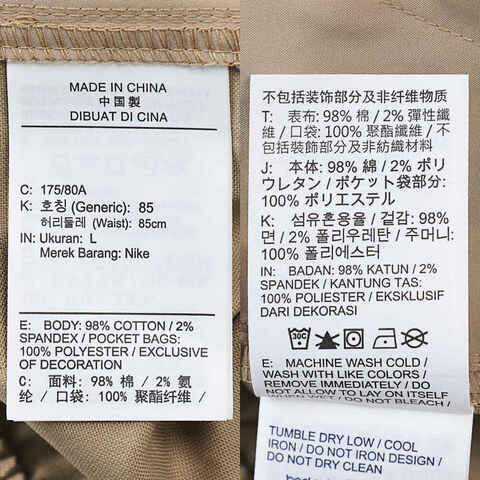 MADE IN CHINA
中国製
DIBUAT DI CINA
C: 175/80A
K: 호칭 (Generic): 85
허리둘레 (Waist): 85cm
IN: Ukuran: L
Merek Barang: Nike
E: BODY: 98% COTTON / 2%
SPANDEX / POCKET BAGS:
100% POLYESTER / EXCLUSIVE
OF DECORATION
C: 面料: 98% 棉 / 2% 氨
纶 / 口袋: 100% 聚酯纤维 /
不包括装饰部分及非纤维物质
T: 表布: 98% 棉 / 2% 彈性纖
維 / 口袋: 100% 聚酯纖維 / 不
包括裝飾部分及非紡織材料
J: 本体: 98% 綿 / 2% ポリ
ウレタン / ポケット袋部分:
100% ポリエステル
K: 섬유혼용율 / 겉감: 98%
면 / 2% 폴리우레탄 / 주머니:
100% 폴리에스터
IN: BADAN: 98% KATUN / 2%
SPANDEK / KANTUNG TAS:
100% POLIESTER / EKSKLUSIF
DARI DEKORASI
30C
E: MACHINE WASH COLD /
WASH WITH LIKE COLORS /
REMOVE IMMEDIATELY / DO
NOT ALLOW TO LAY ON ITSELF
WHEN WET / DO NOT BLEACH /
TUMBLE DRY LOW / COOL
IRON / DO NOT IRON DESIGN /
DO NOT DRY CLEAN